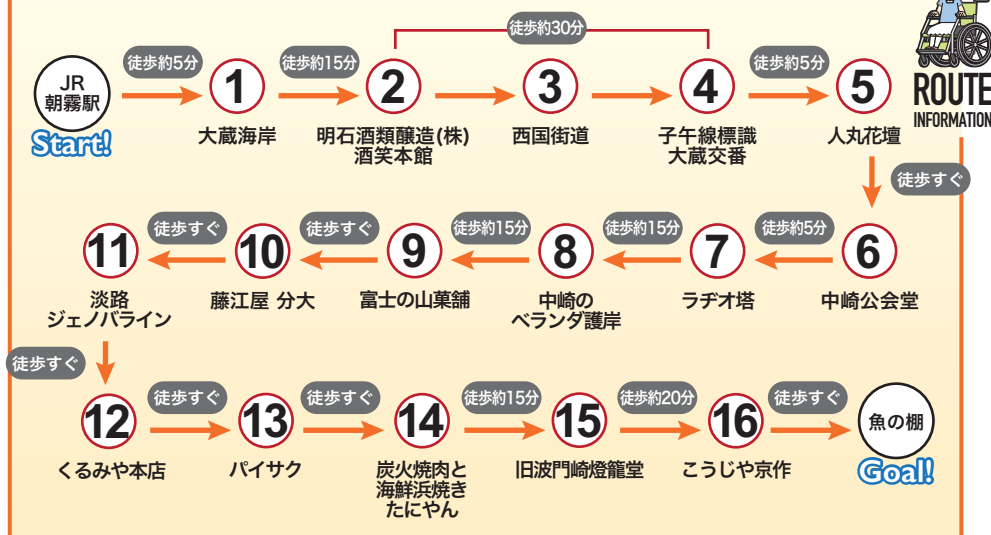 徒歩約30分
徒歩約5分
徒歩約15分
徒歩約5分
JR
朝霧駅
Start!
1
大蔵海岸
2
明石酒類醸造(株)
酒笑本館
3
西国街道
4
子午線標識
大蔵交番
5
人丸花壇
ROUTE
INFORMATION
徒歩すぐ
6
中崎公会堂
徒歩約5分
7
ラヂオ塔
徒歩約15分
8
中崎の
ベランダ護岸
徒歩約15分
9
富士の山菓舗
徒歩すぐ
10
藤江屋 分大
徒歩すぐ
11
淡路
ジェノバライン
徒歩すぐ
12
くるみや本店
徒歩すぐ
13
パイサク
徒歩すぐ
14
炭火焼肉と
海鮮浜焼き
たにやん
徒歩約15分
15
旧波門崎燈籠堂
徒歩約20分
16
こうじや京作
徒歩すぐ
魚の棚
Goal!